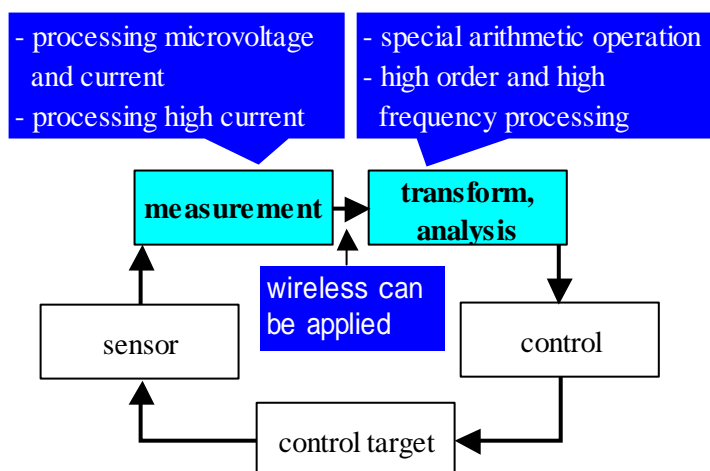 - processing microvoltage
and current
- processing high current
- special arithmetic operation
- high order and high
frequency processing
measurement
transform,
analysis
wireless can
be applied
sensor
control
control target